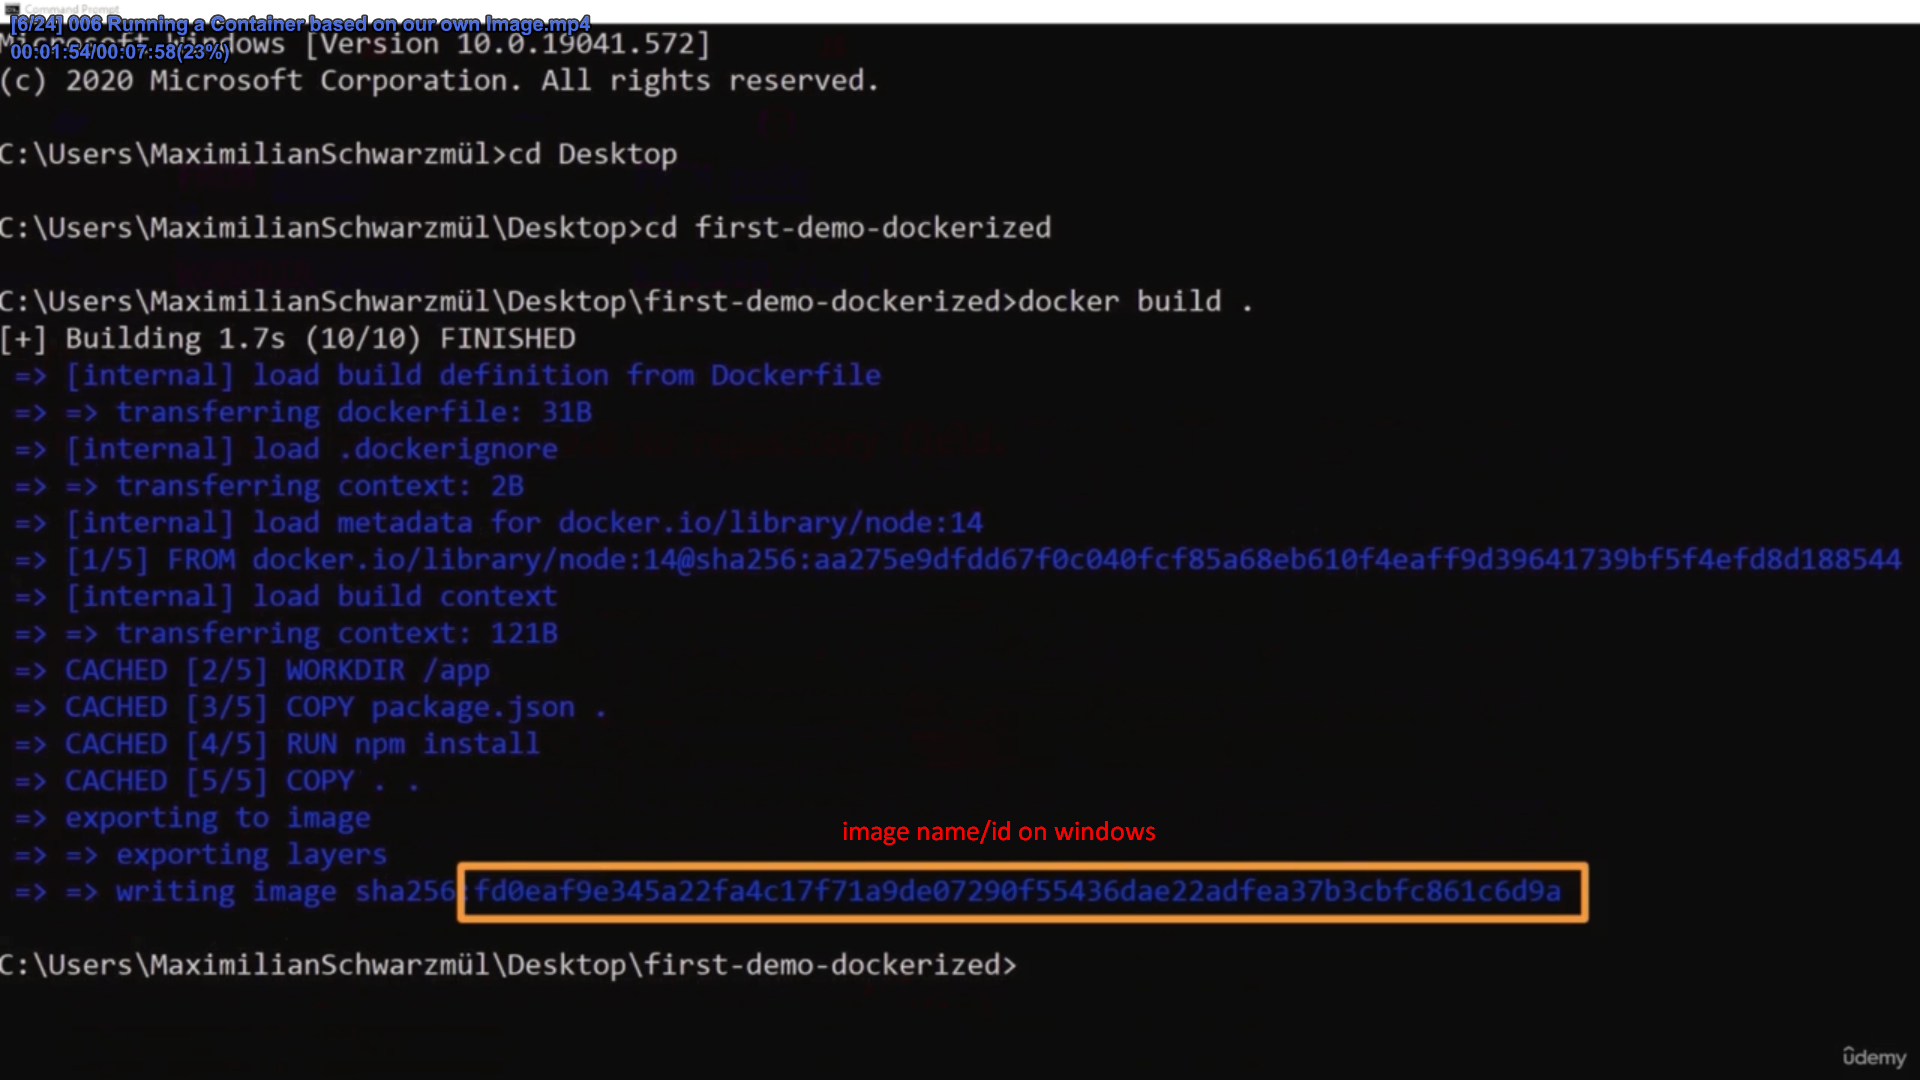 Command Prompt
[6/24] 006 Running a Container based on our own Image.mp4
Microsoft Windows [Version 10.0.19041.572]
00:01:54/00:07:58(23%)
(c) 2020 Microsoft Corporation. All rights reserved.
C:\Users\MaximilianSchwarzmül>cd Desktop
C:\Users\MaximilianSchwarzmül\Desktop>cd first-demo-dockerized
C:\Users\MaximilianSchwarzmül\Desktop\first-demo-dockerized>docker build .
[+] Building 1.7s (10/10) FINISHED
=> [internal] load build definition from Dockerfile
=> => transferring dockerfile: 31B
=> [internal] load .dockerignore
=> => transferring context: 2B
=> [internal] load metadata for docker.io/library/node:14
=> [1/5] FROM docker.io/library/node:14@sha256:aa275e9dfdd67f0c040fcf85a68eb610f4eaff9d39641739bf5f4efd8d188544
=> [internal] load build context
=> => transferring context: 121B
=> CACHED [2/5] WORKDIR /app
=> CACHED [3/5] COPY package.json .
=> CACHED [4/5] RUN npm install
=> CACHED [5/5] COPY . .
=> exporting to image
image name/id on windows
=> => exporting layers
=> => writing image sha256:fd0eaf9e345a22fa4c17f71a9de07290f55436dae22adfea37b3cbfc861c6d9a
C:\Users\MaximilianSchwarzmül\Desktop\first-demo-dockerized>
ûdemy